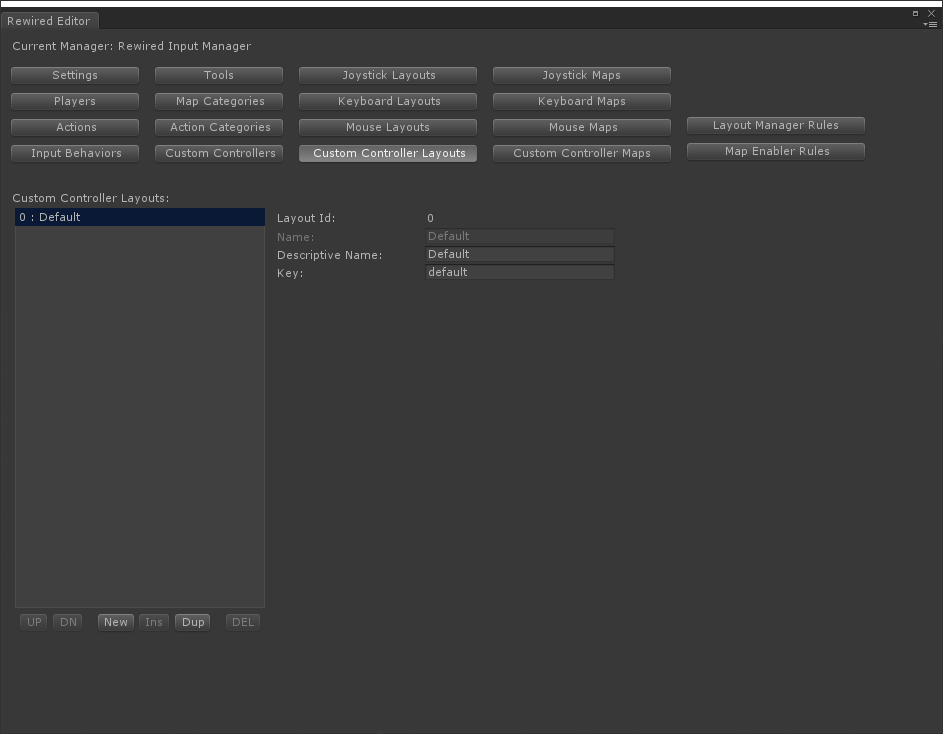 Rewired Editor
Current Manager: Rewired Input Manager
Settings Tools Joystick Layouts Joystick Maps
Players Map Categories Keyboard Layouts Keyboard Maps
Actions Action Categories Mouse Layouts Mouse Maps Layout Manager Rules
Input Behaviors Custom Controllers Custom Controller Layouts Custom Controller Maps Map Enabler Rules
Custom Controller Layouts:
0 : Default
Layout Id: 0
Name: Default
Descriptive Name: Default
Key: default
UP DN New Ins Dup DEL